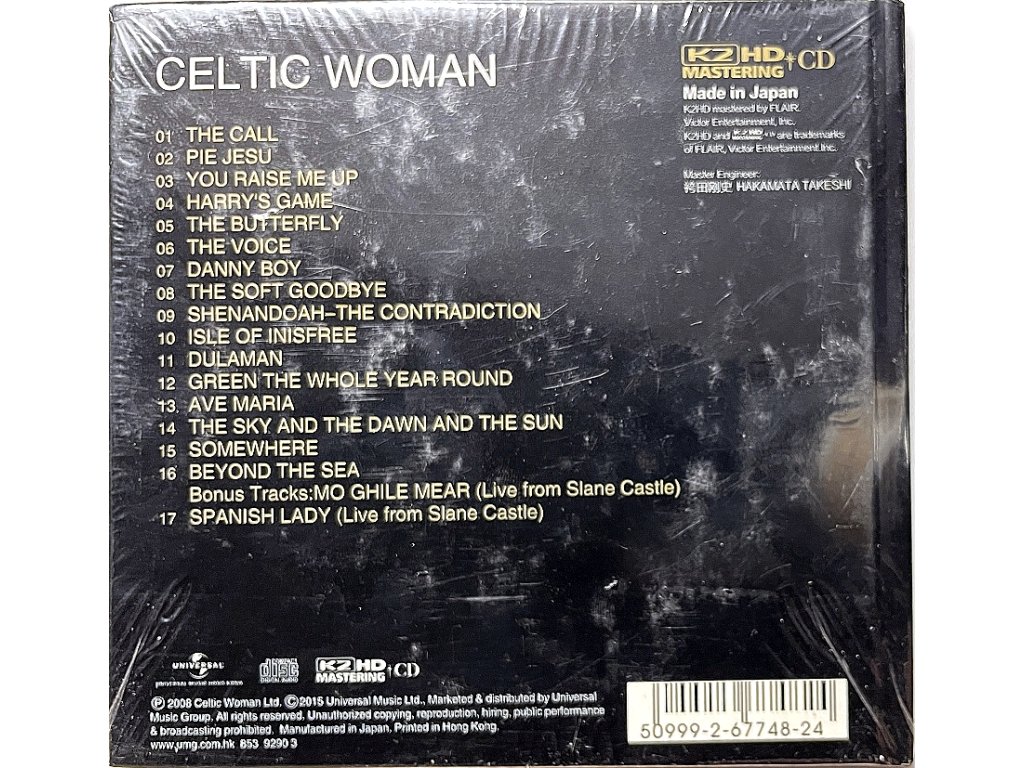 CELTIC WOMAN
K2 HD MASTERING + CD
Made in Japan
K2HD mastered by FLAIR.
Victor Entertainment, Inc.
K2HD and K2HD MASTERING are trademarks
of FLAIR, Victor Entertainment.Inc.
Master Engineer:
袴田剛史 HAKAMATA TAKESHI
01 THE CALL
02 PIE JESU
03 YOU RAISE ME UP
04 HARRY'S GAME
05 THE BUTTERFLY
06 THE VOICE
07 DANNY BOY
08 THE SOFT GOODBYE
09 SHENANDOAH–THE CONTRADICTION
10 ISLE OF INISFREE
11 DULAMAN
12 GREEN THE WHOLE YEAR ROUND
13 AVE MARIA
14 THE SKY AND THE DAWN AND THE SUN
15 SOMEWHERE
16 BEYOND THE SEA
Bonus Tracks:MO GHILE MEAR (Live from Slane Castle)
17 SPANISH LADY (Live from Slane Castle)
UNIVERSAL
COMPACT disc DIGITAL AUDIO
K2 HD MASTERING + CD
Ⓟ 2008 Celtic Woman Ltd. Ⓒ2015 Universal Music Ltd., Marketed & distributed by Universal
Music Group. All rights reserved. Unauthorized copying, reproduction, hiring, public performance
& broadcasting prohibited. Manufactured in Japan. Printed in Hong Kong.
www.umg.com.hk 853 9290 3
50999-2-67748-24